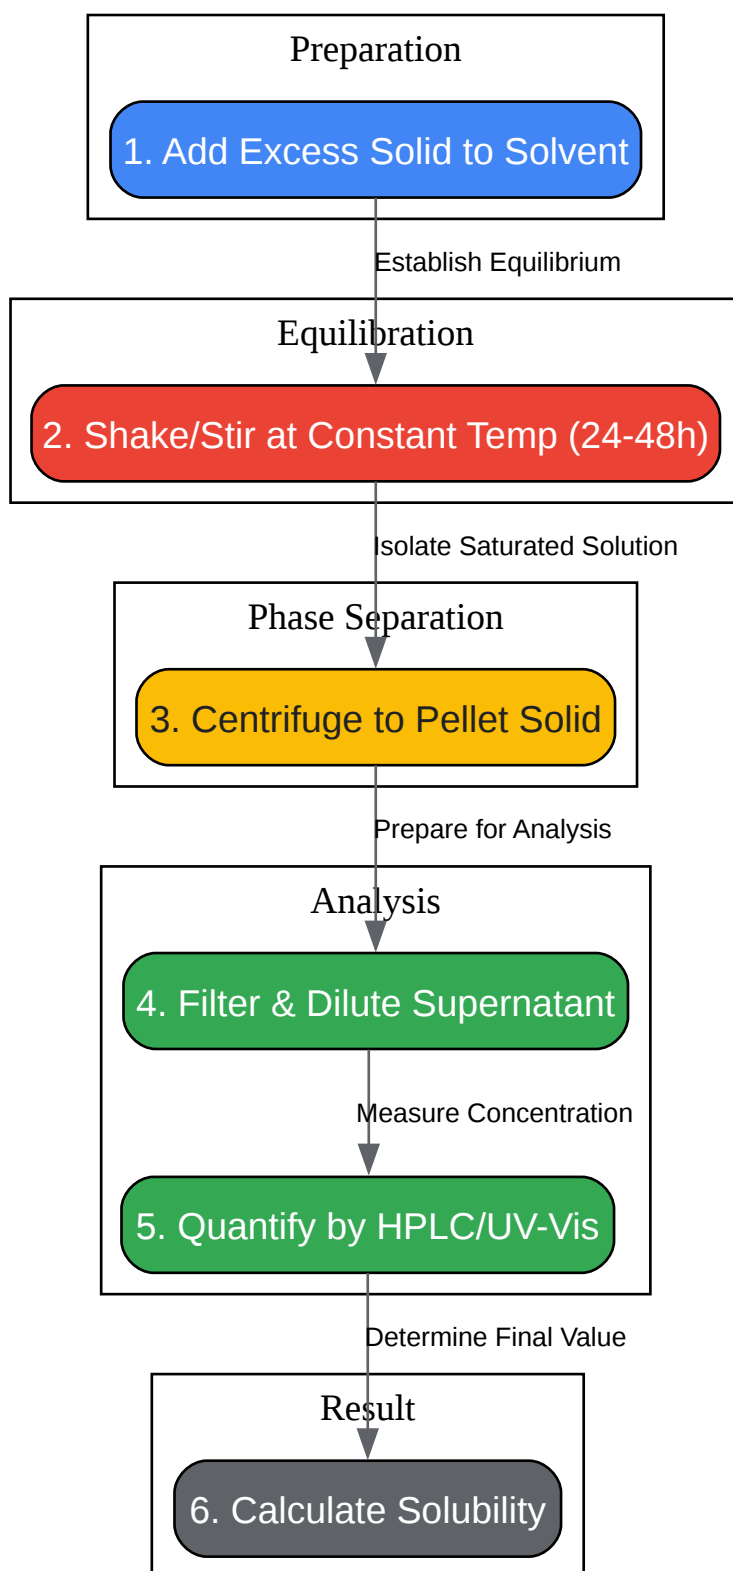 Preparation
1. Add Excess Solid to Solvent
Establish Equilibrium
Equilibration
2. Shake/Stir at Constant Temp (24-48h)
Isolate Saturated Solution
Phase Separation
3. Centrifuge to Pellet Solid
Prepare for Analysis
Analysis
4. Filter & Dilute Supernatant
Measure Concentration
5. Quantify by HPLC/UV-Vis
Determine Final Value
Result
6. Calculate Solubility